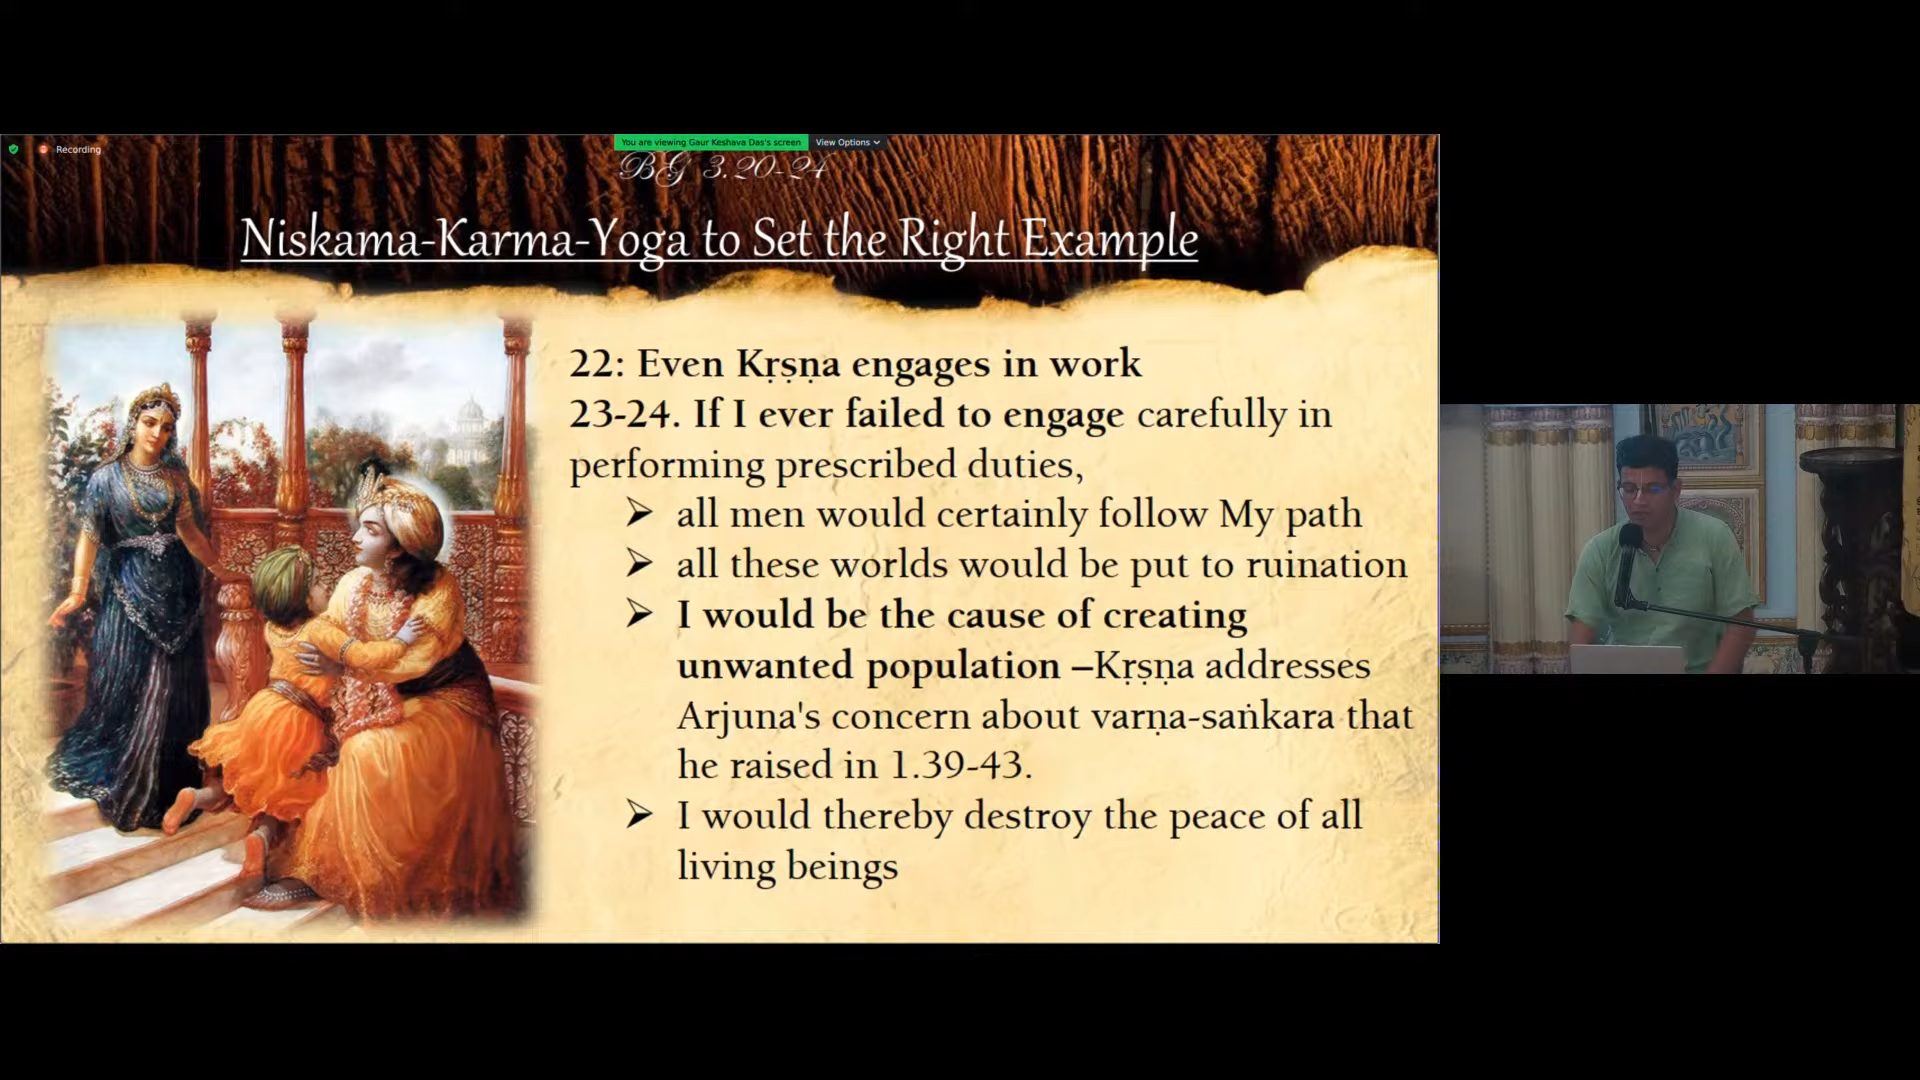 Recording
You are viewing Gaur Keshava Das's screen
View Options
BG 3.20-24
Niskama-Karma-Yoga to Set the Right Example
22: Even Kṛṣṇa engages in work
23-24. If I ever failed to engage carefully in
performing prescribed duties,
➢ all men would certainly follow My path
➢ all these worlds would be put to ruination
➢ I would be the cause of creating
unwanted population –Kṛṣṇa addresses
Arjuna's concern about varṇa-saṅkara that
he raised in 1.39-43.
➢ I would thereby destroy the peace of all
living beings